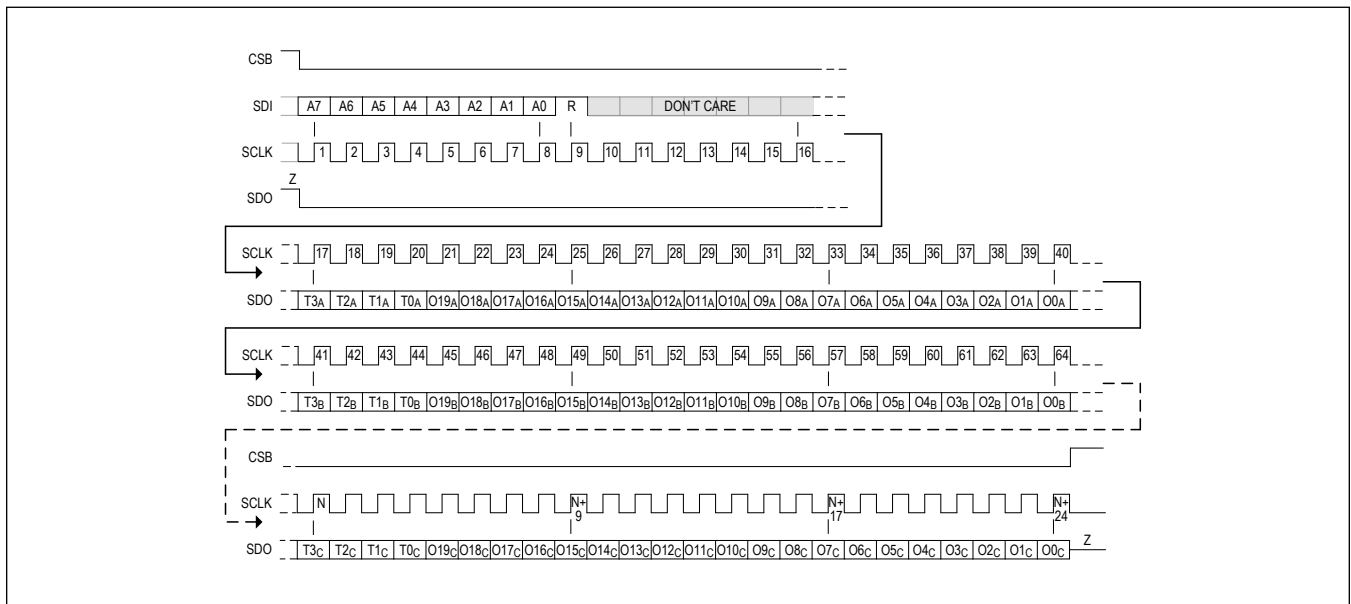 CSB
SDI A7 A6 A5 A4 A3 A2 A1 A0 R DON'T CARE
SCLK 1 2 3 4 5 6 7 8 9 10 11 12 13 14 15 16
Z
SDO
SCLK 17 18 19 20 21 22 23 24 25 26 27 28 29 30 31 32 33 34 35 36 37 38 39 40
SDO T3A T2A T1A T0A O19A O18A O17A O16A O15A O14A O13A O12A O11A O10A O9A O8A O7A O6A O5A O4A O3A O2A O1A O0A
SCLK 41 42 43 44 45 46 47 48 49 50 51 52 53 54 55 56 57 58 59 60 61 62 63 64
SDO T3B T2B T1B T0B O19B O18B O17B O16B O15B O14B O13B O12B O11B O10B O9B O8B O7B O6B O5B O4B O3B O2B O1B O0B
CSB
SCLK N N+9 N+17 N+24
SDO T3C T2C T1C T0C O19C O18C O17C O16C O15C O14C O13C O12C O11C O10C O9C O8C O7C O6C O5C O4C O3C O2C O1C O0C Z